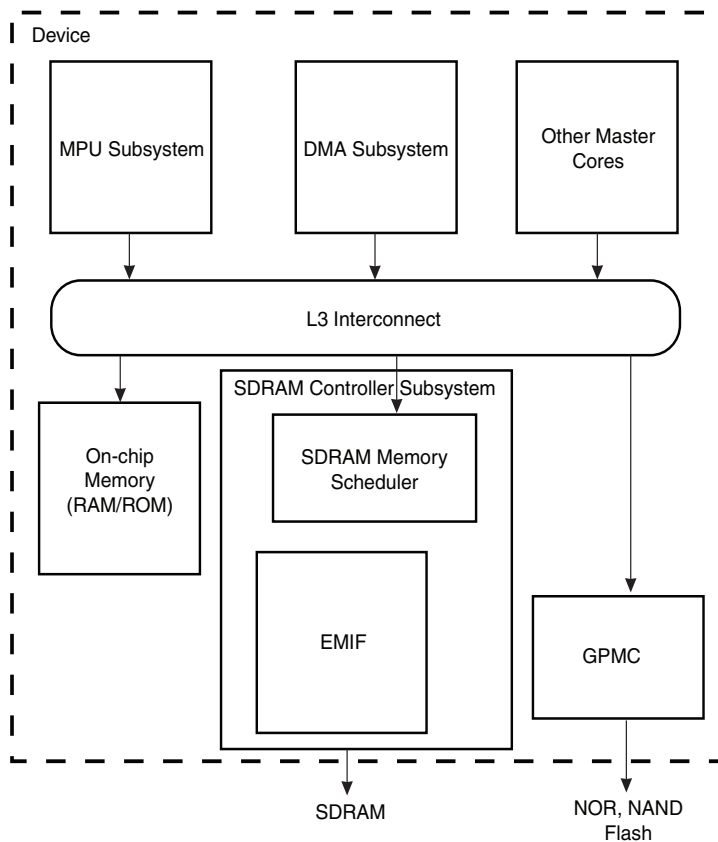 Device
MPU Subsystem
DMA Subsystem
Other Master
Cores
L3 Interconnect
SDRAM Controller Subsystem
On-chip
Memory
(RAM/ROM)
SDRAM Memory
Scheduler
EMIF
GPMC
SDRAM
NOR, NAND
Flash